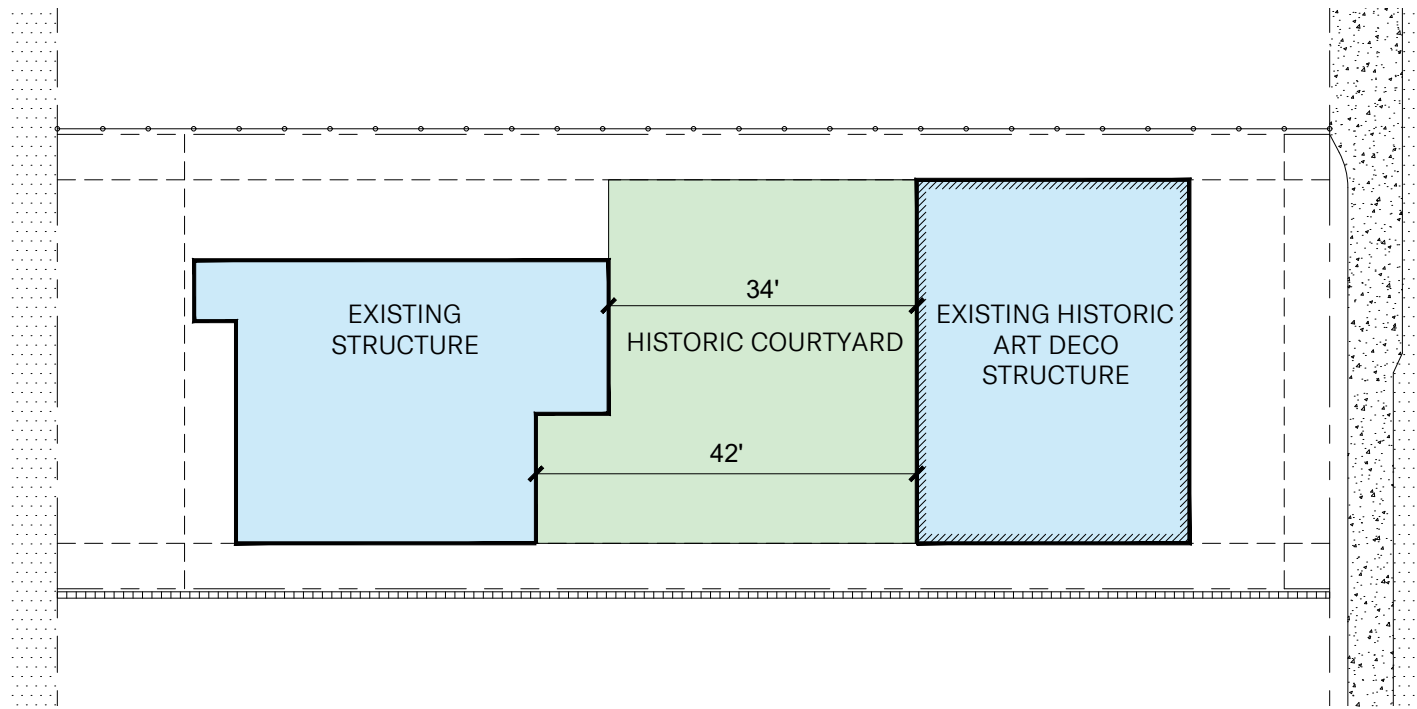 34'
EXISTING
STRUCTURE
HISTORIC COURTYARD
EXISTING HISTORIC
ART DECO
STRUCTURE
42'